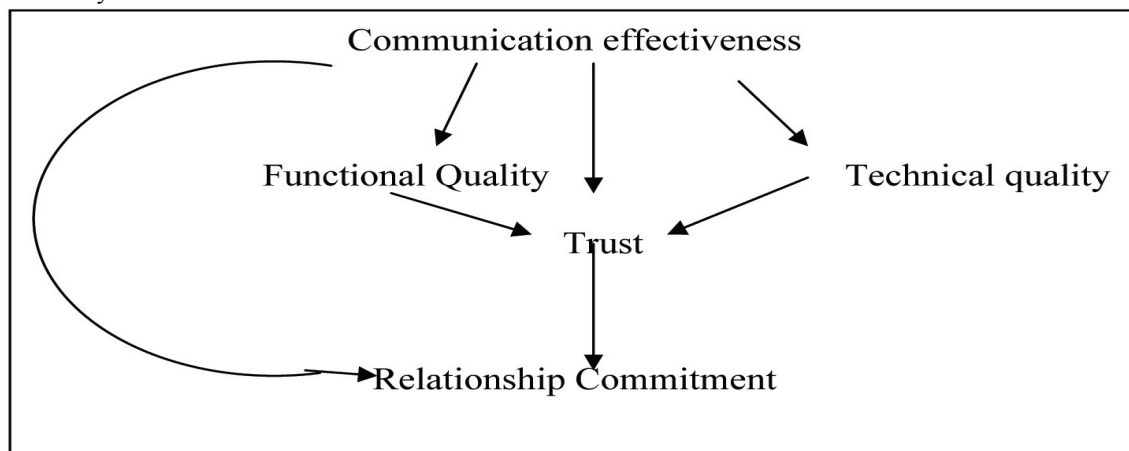 Communication effectiveness
Functional Quality Technical quality
Trust
Relationship Commitment